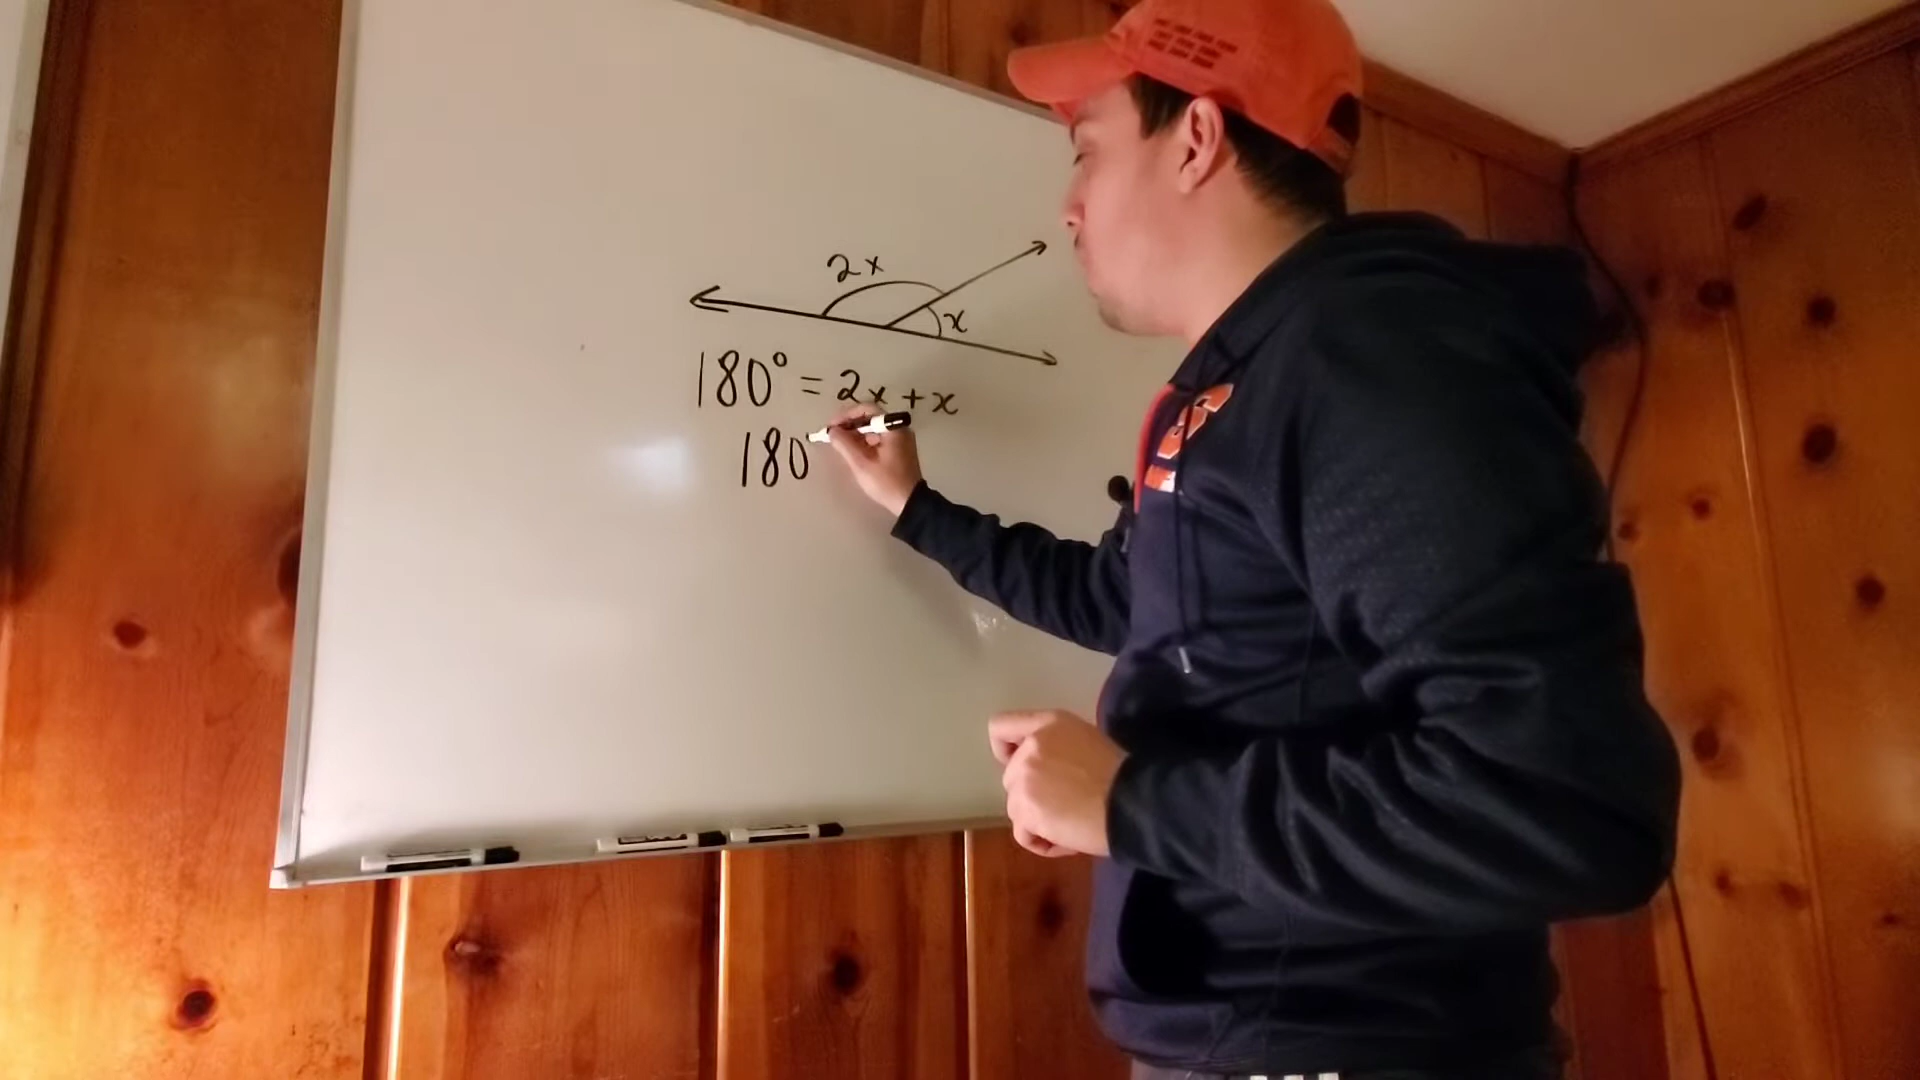 2x
x
180° = 2x + x
180